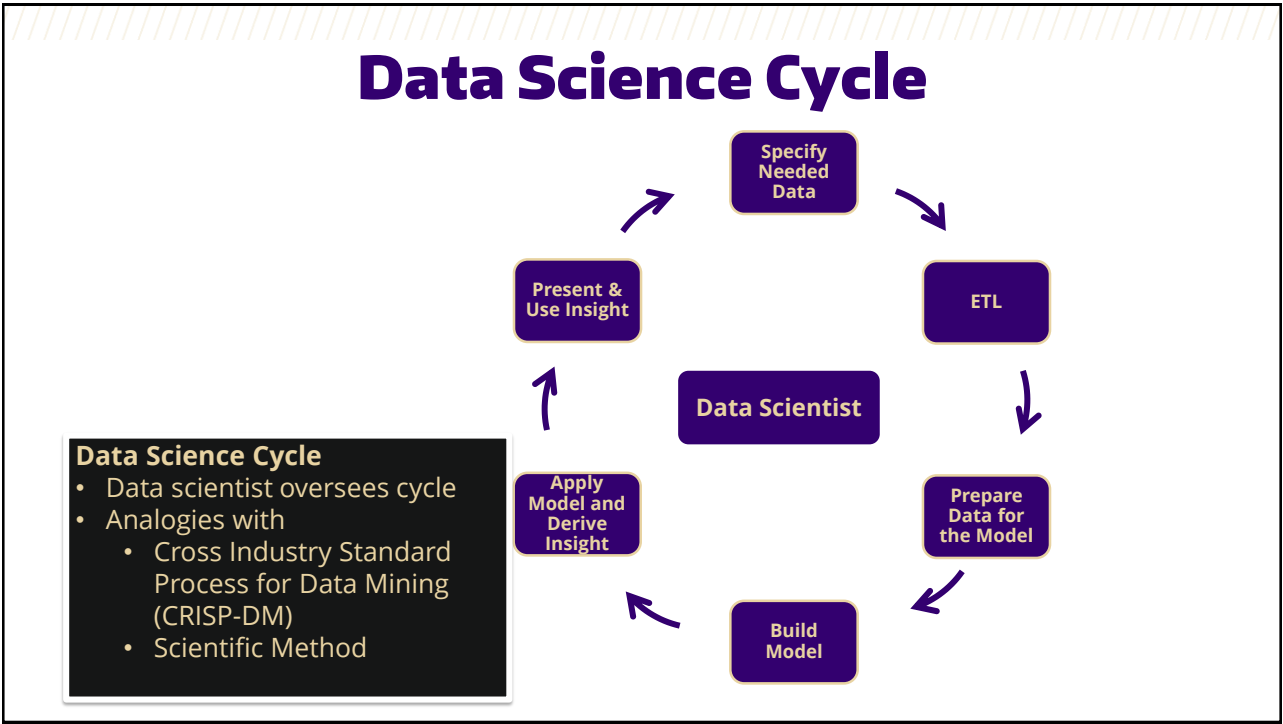 Data Science Cycle
Specify
Needed
Data
ETL
Prepare
Data for
the Model
Build
Model
Apply
Model and
Derive
Insight
Present &
Use Insight
Data Scientist
Data Science Cycle
• Data scientist oversees cycle
• Analogies with
• Cross Industry Standard
Process for Data Mining
(CRISP-DM)
• Scientific Method